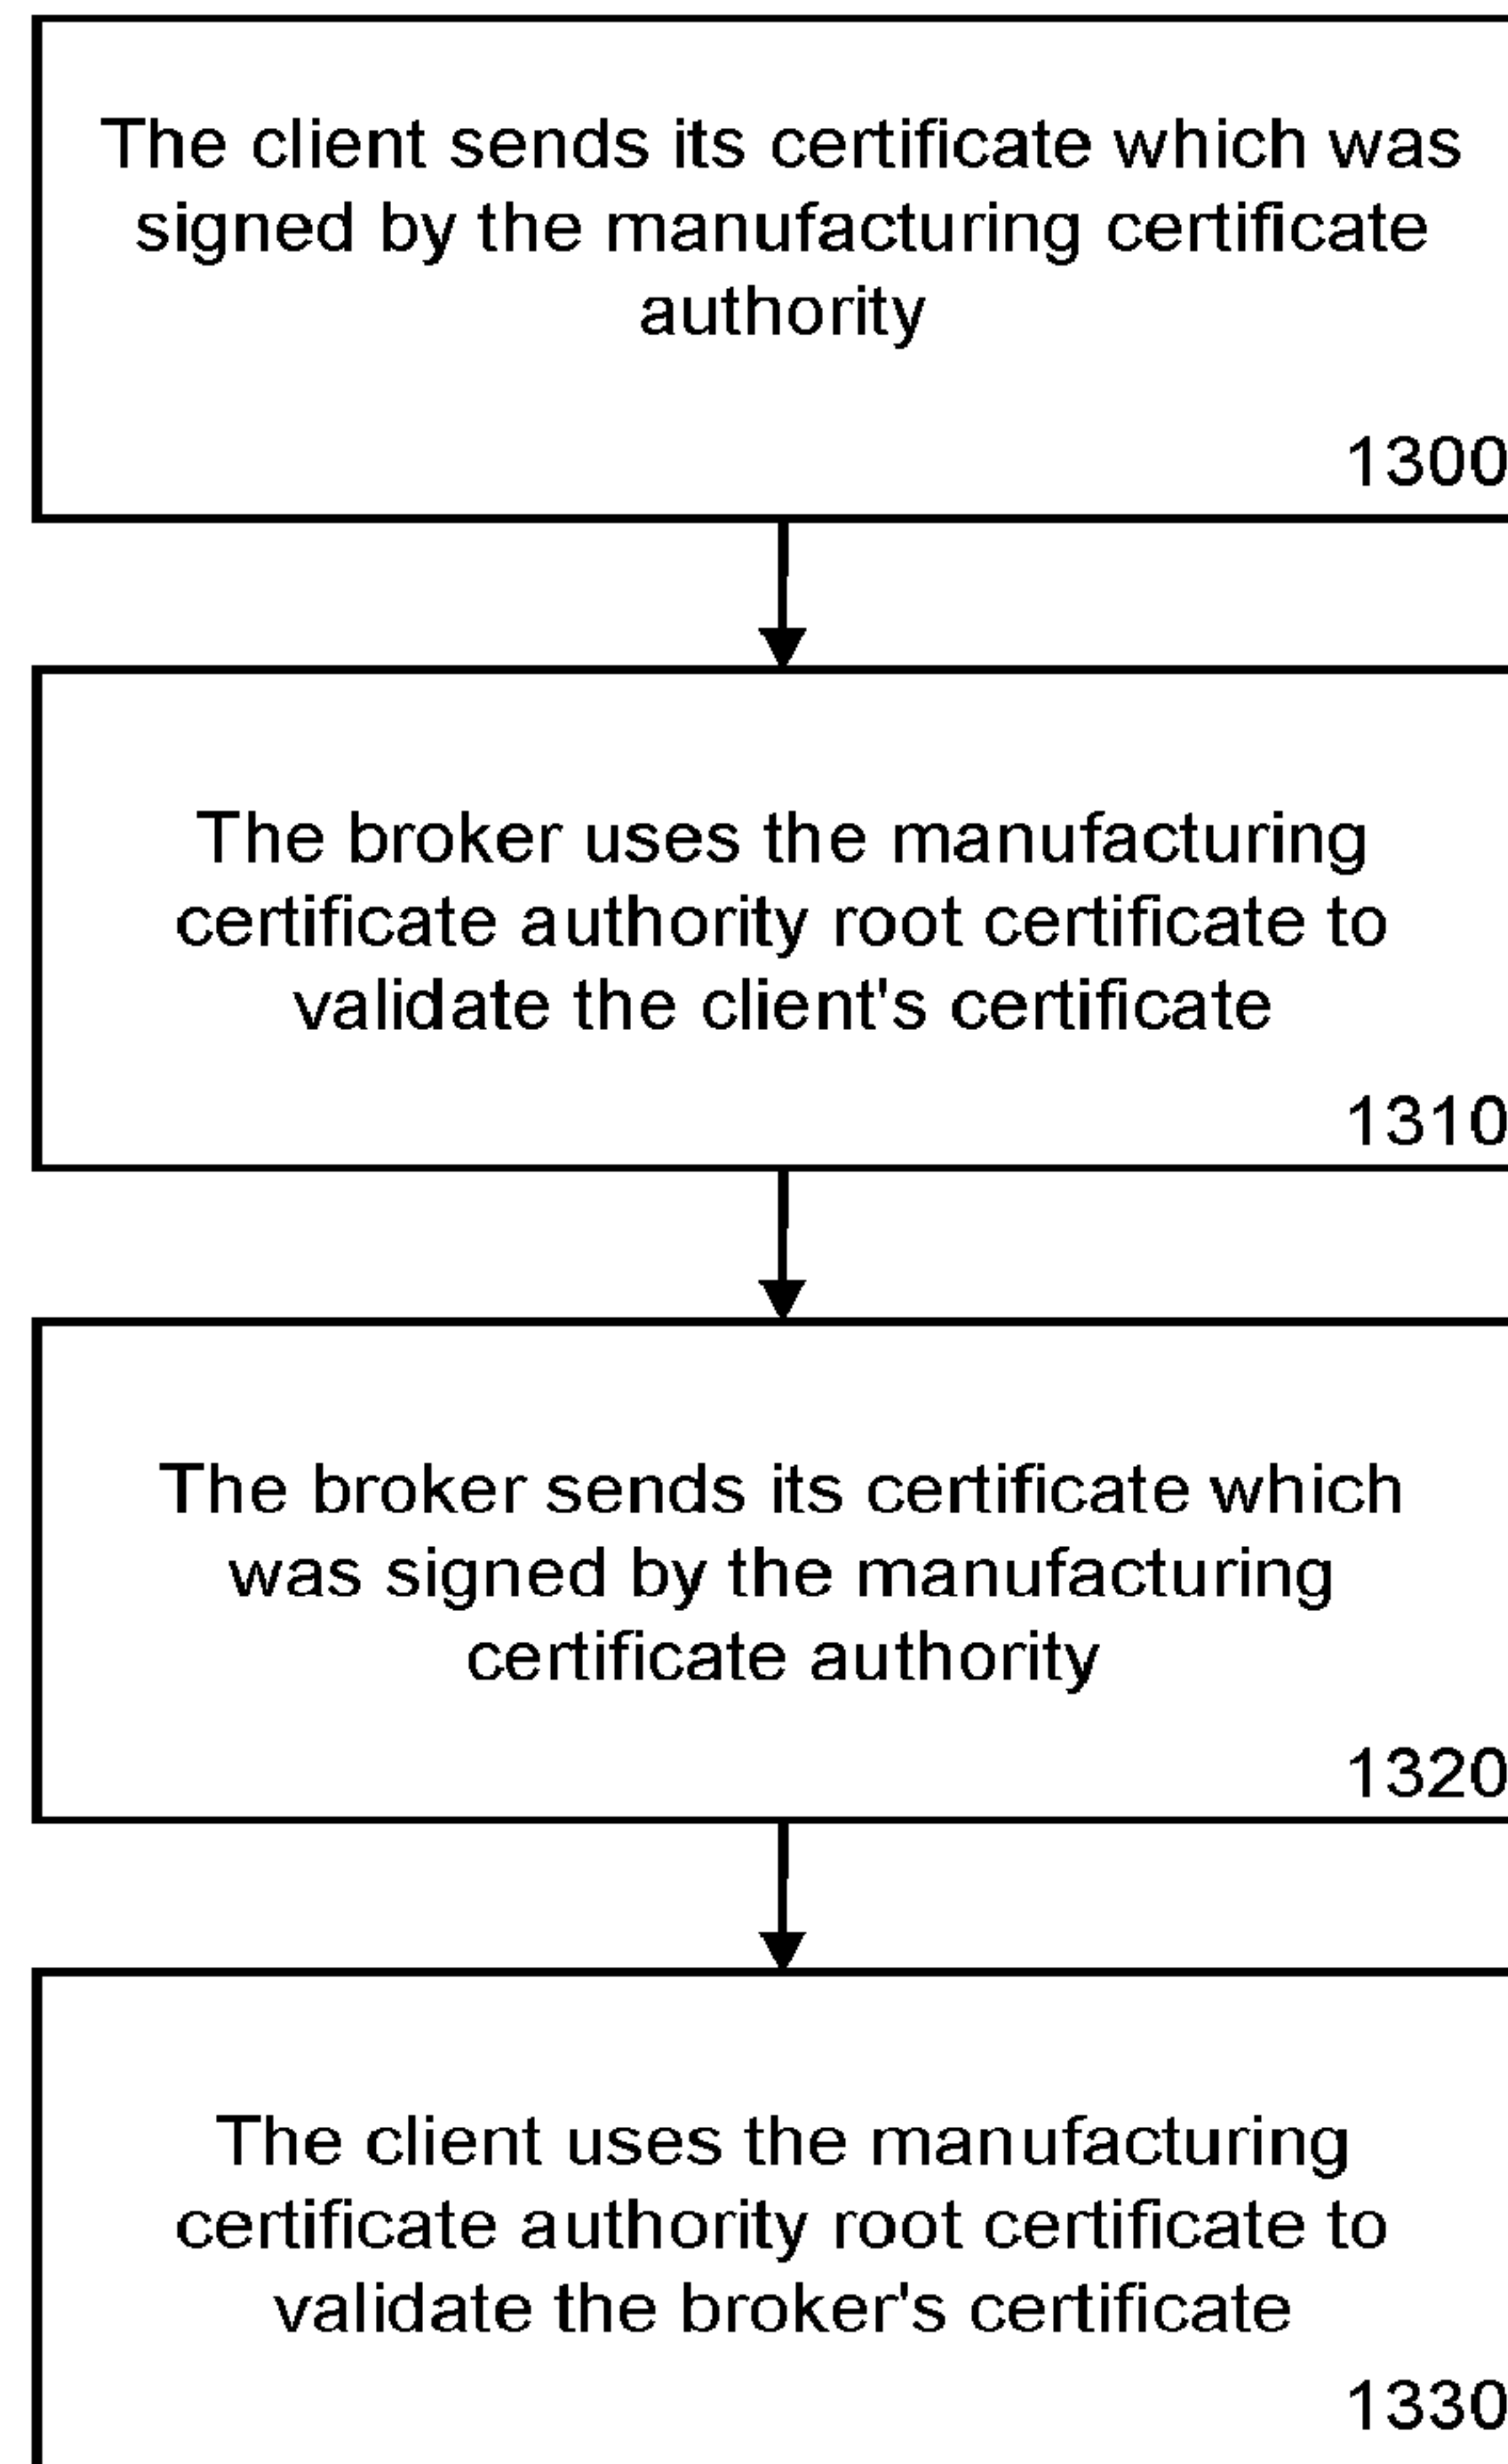 The client sends its certificate which was
signed by the manufacturing certificate
authority
1300
The broker uses the manufacturing
certificate authority root certificate to
validate the client's certificate
1310
The broker sends its certificate which
was signed by the manufacturing
certificate authority
1320
The client uses the manufacturing
certificate authority root certificate to
validate the broker's certificate
1330